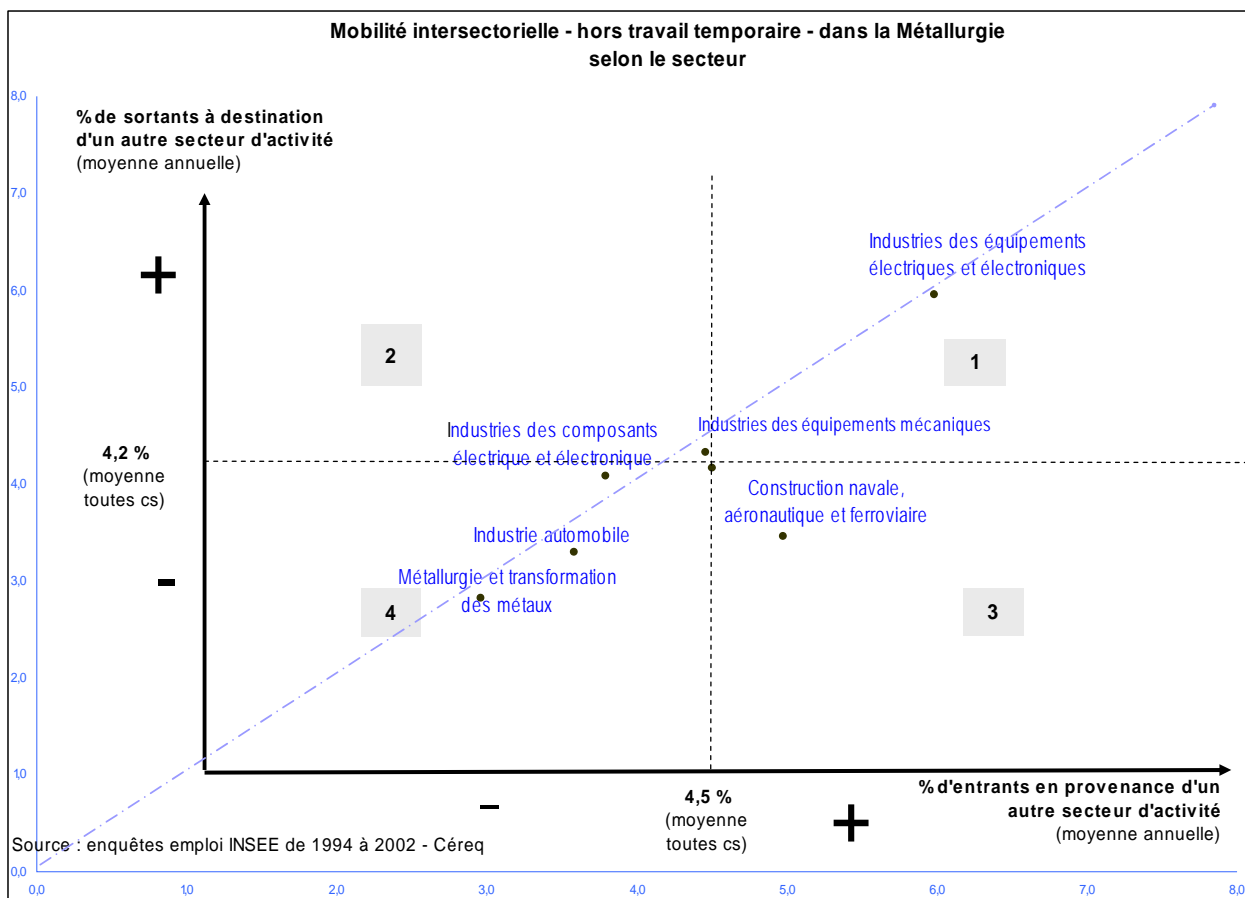 Mobilité intersectorielle - hors travail temporaire - dans la Métallurgie
selon le secteur
8,0
% de sortants à destination
d'un autre secteur d'activité
(moyenne annuelle)
7,0
Industries des équipements
électriques et électroniques
+
6,0
2
1
5,0
Industries des composants
électrique et électronique
Industries des équipements mécaniques
4,2 %
(moyenne
toutes cs)
4,0
Construction navale,
aéronautique et ferroviaire
Industrie automobile
3,0
-
Métallurgie et transformation
des métaux
4
3
2,0
1,0
% d'entrants en provenance d'un
autre secteur d'activité
(moyenne annuelle)
-
4,5 %
(moyenne
toutes cs)
+
Source : enquêtes emploi INSEE de 1994 à 2002 - Céreq
0,0
0,0 1,0 2,0 3,0 4,0 5,0 6,0 7,0 8,0